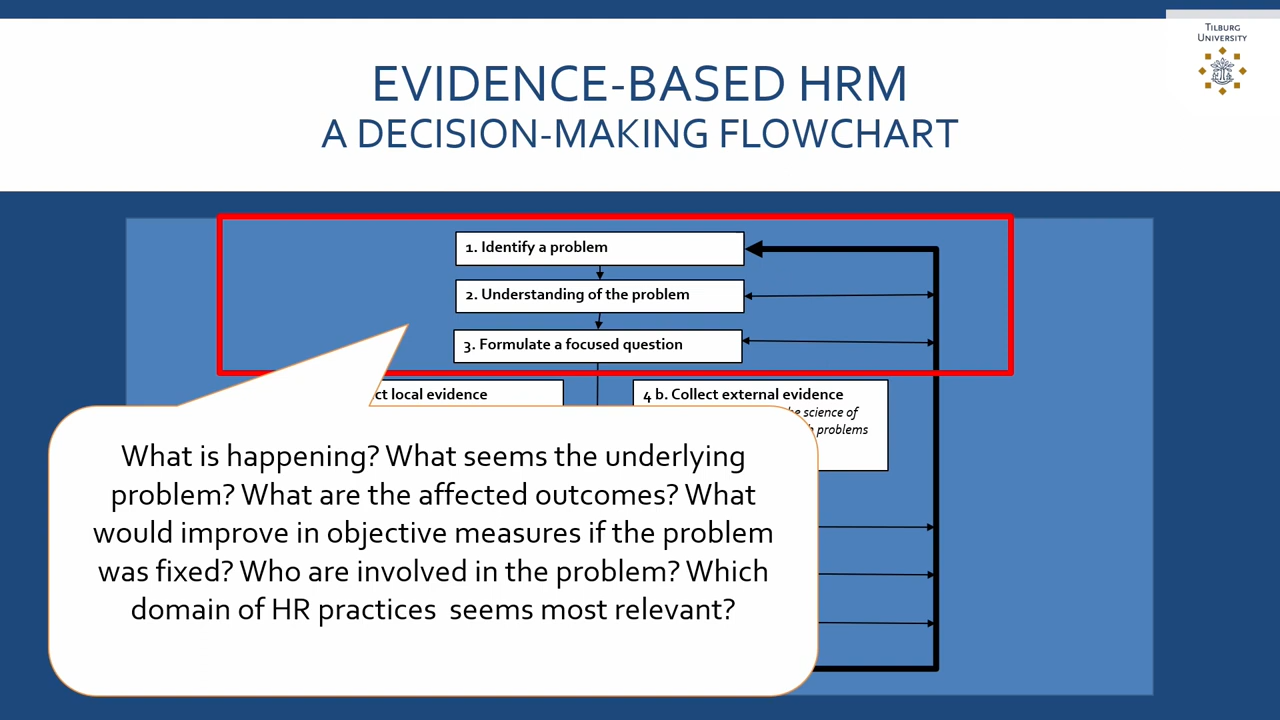 TILBURG
UNIVERSITY
EVIDENCE-BASED HRM
A DECISION-MAKING FLOWCHART
1. Identify a problem
2. Understanding of the problem
3. Formulate a focused question
local evidence
4 b. Collect external evidence
science of
problems
What is happening? What seems the underlying
problem? What are the affected outcomes? What
would improve in objective measures if the problem
was fixed? Who are involved in the problem? Which
domain of HR practices seems most relevant?